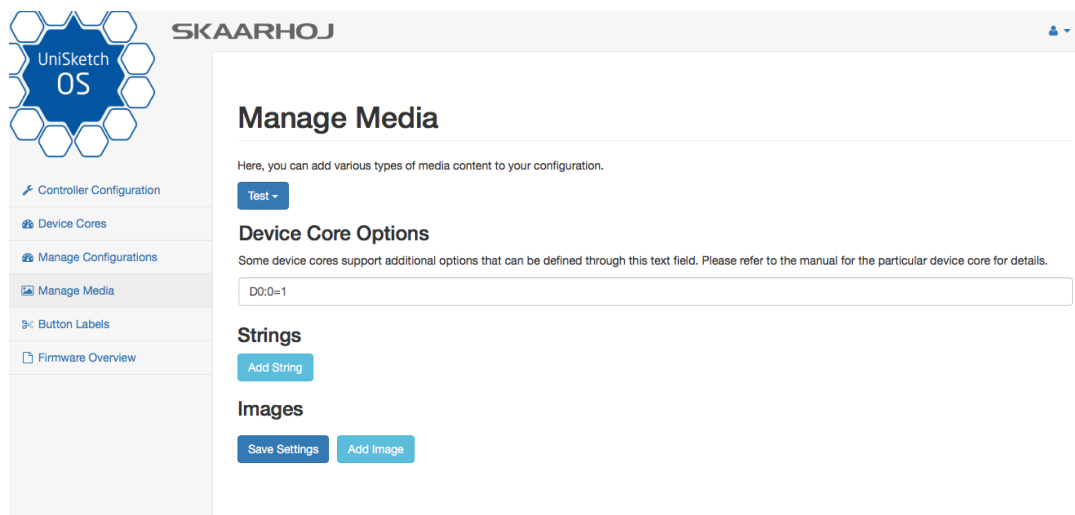 UniSketch
OS
SKAARHOJ
Controller Configuration
Device Cores
Manage Configurations
Manage Media
Button Labels
Firmware Overview
Manage Media
Here, you can add various types of media content to your configuration.
Test
Device Core Options
Some device cores support additional options that can be defined through this text field. Please refer to the manual for the particular device core for details.
D0:0=1
Strings
Add String
Images
Save Settings Add Image